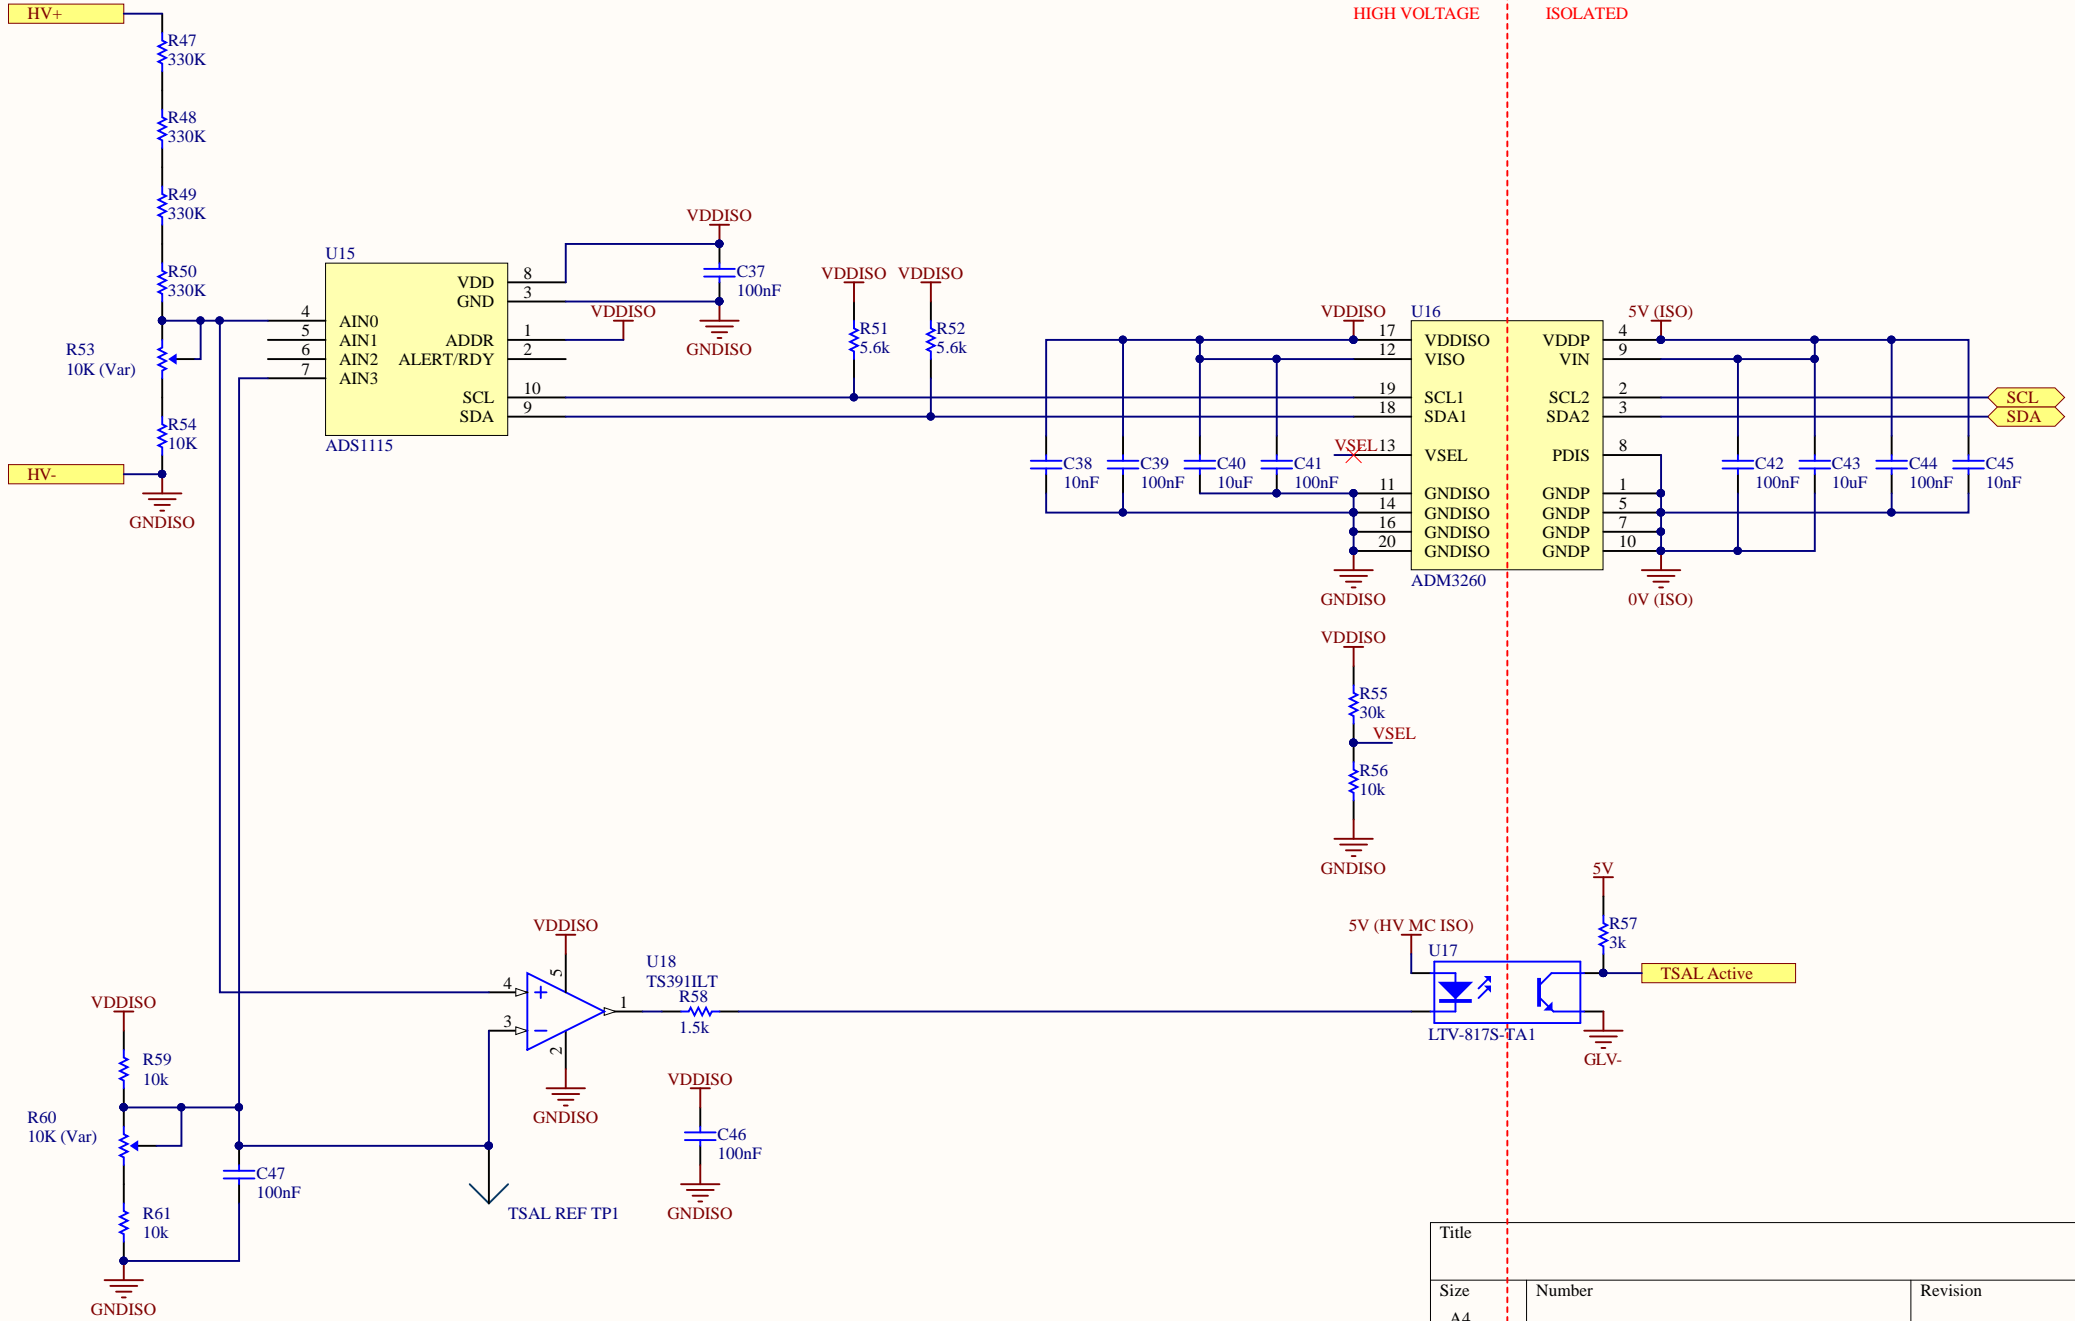 HV+
HIGH VOLTAGE
ISOLATED
R47
330K
R48
330K
R49
330K
R50
330K
R53
10K (Var)
R54
10K
HV-
GNDISO
U15
4
5
6
7
AIN0
AIN1
AIN2
AIN3
VDD
GND
ADDR
ALERT/RDY
SCL
SDA
8
3
1
2
10
9
ADS1115
VDDISO
C37
100nF
VDDISO
GNDISO
VDDISO
VDDISO
R51
5.6k
R52
5.6k
VDDISO
U16
5V (ISO)
17
12
19
18
VSEL
13
11
14
16
20
VDDISO
VISO
SCL1
SDA1
VSEL
GNDISO
GNDISO
GNDISO
GNDISO
VDDP
VIN
SCL2
SDA2
PDIS
GNDP
GNDP
GNDP
GNDP
4
9
2
3
8
1
5
7
10
SCL
SDA
C38
10nF
C39
100nF
C40
10uF
C41
100nF
C42
100nF
C43
10uF
C44
100nF
C45
10nF
ADM3260
GNDISO
0V (ISO)
VDDISO
R55
30k
VSEL
R56
10k
GNDISO
5V
R57
3k
5V (HV MC ISO)
U17
TSAL Active
LTV-817S-TA1
GLV-
VDDISO
5
4
3
2
1
U18
TS391ILT
R58
1.5k
GNDISO
VDDISO
C46
100nF
GNDISO
VDDISO
R59
10k
R60
10K (Var)
C47
100nF
R61
10k
GNDISO
TSAL REF TP1
Title
Size
A4
Number
Revision